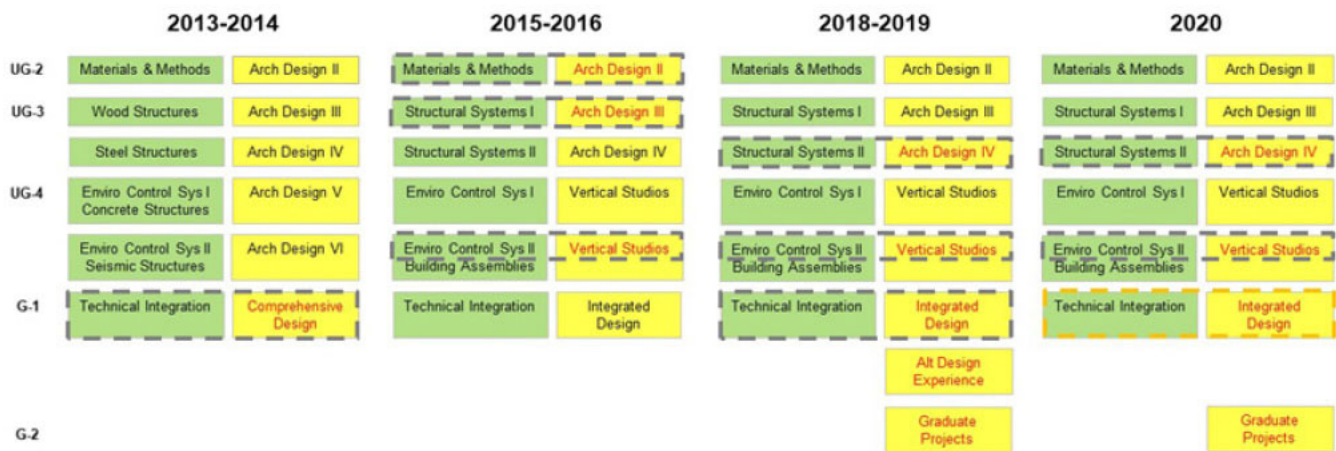 2013-2014 2015-2016 2018-2019 2020
UG-2 Materials & Methods Arch Design II Materials & Methods Arch Design II Materials & Methods Arch Design II Materials & Methods Arch Design II
UG-3 Wood Structures Arch Design III Structural Systems I Arch Design III Structural Systems I Arch Design III Structural Systems I Arch Design III
Steel Structures Arch Design IV Structural Systems II Arch Design IV Structural Systems II Arch Design IV Structural Systems II Arch Design IV
UG-4 Enviro Control Sys I Arch Design V Enviro Control Sys I Vertical Studios Enviro Control Sys I Vertical Studios Enviro Control Sys I Vertical Studios
Concrete Structures
Enviro Control Sys II Arch Design VI Enviro Control Sys II Vertical Studios Enviro Control Sys II Vertical Studios Enviro Control Sys II Vertical Studios
Seismic Structures Building Assemblies Building Assemblies Building Assemblies
G-1 Technical Integration Comprehensive Technical Integration Integrated Technical Integration Integrated Technical Integration Integrated
Design Design Design Design
Alt Design
Experience
G-2 Graduate Graduate
Projects Projects